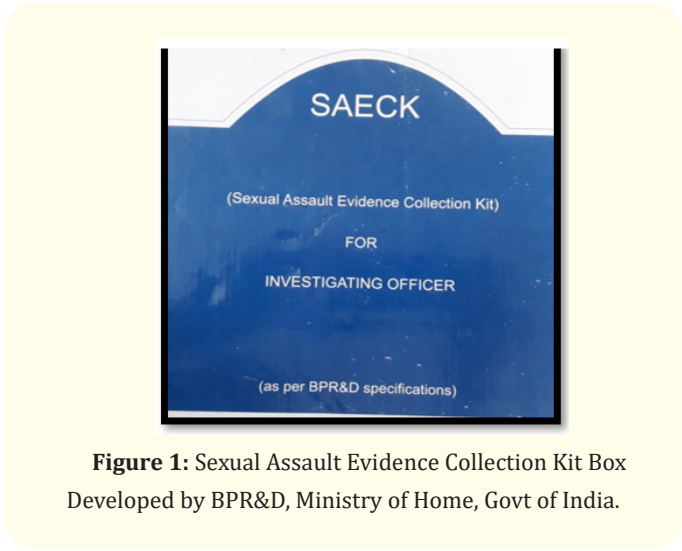 SAECK
(Sexual Assault Evidence Collection Kit)
FOR
INVESTIGATING OFFICER
(as per BPR&D specifications)
Figure 1: Sexual Assault Evidence Collection Kit Box
Developed by BPR&D, Ministry of Home, Govt of India.